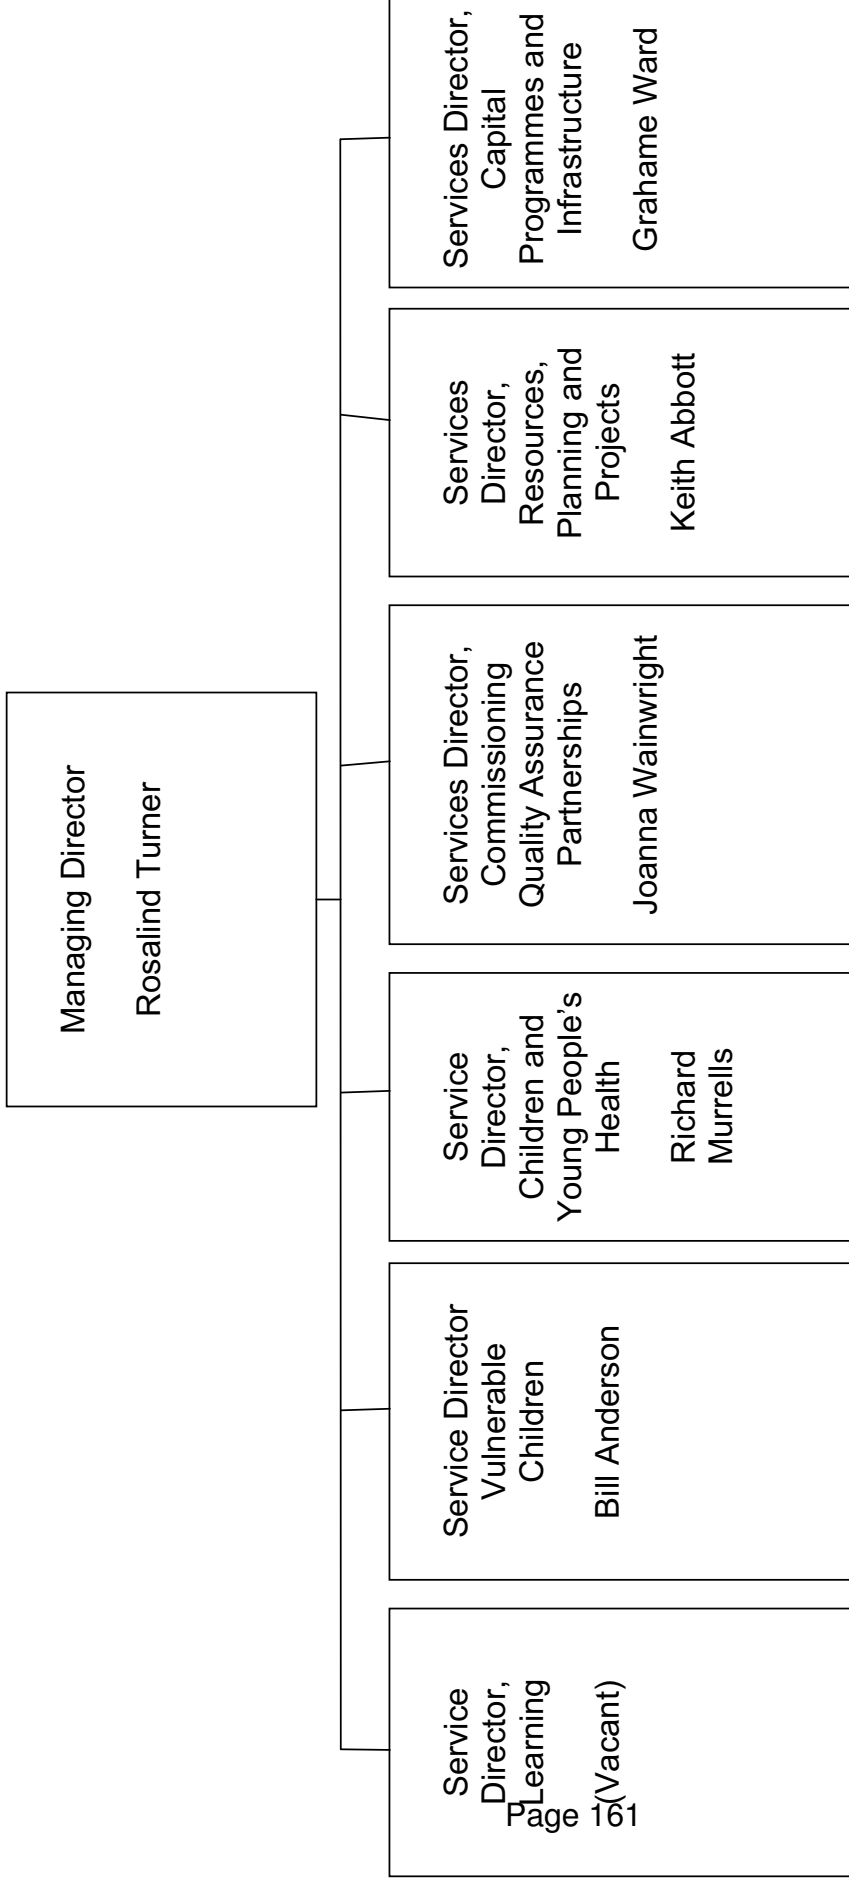 Managing Director
Rosalind Turner
Service
Director,
Learning
(Vacant)
Service Director
Vulnerable
Children
Bill Anderson
Service
Director,
Children and
Young People’s
Health
Richard
Murrells
Services Director,
Commissioning
Quality Assurance
Partnerships
Joanna Wainwright
Services
Director,
Resources,
Planning and
Projects
Keith Abbott
Services Director,
Capital
Programmes and
Infrastructure
Grahame Ward
Page 161